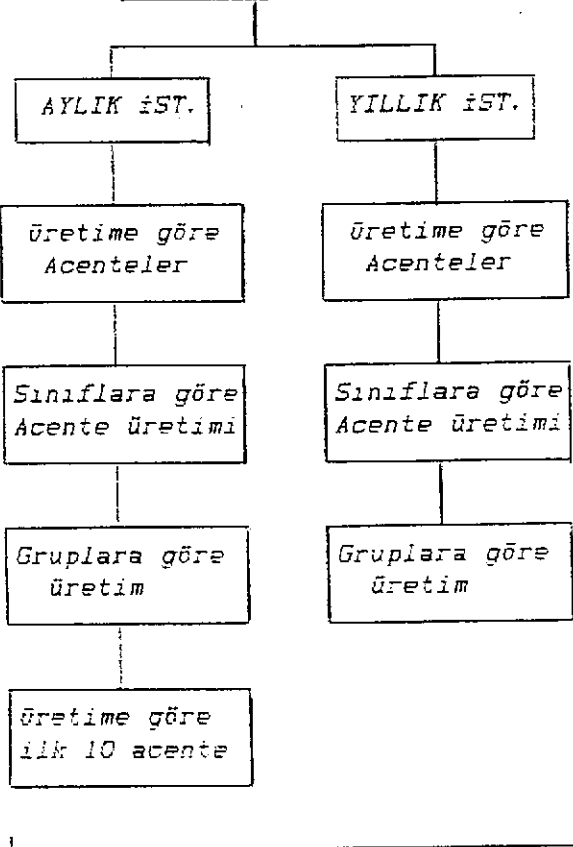 AYLIK İST.
üretime göre
Acenteler
Sınıflara göre
Acente üretimi
Gruplara göre
üretim
üretime göre
ilk 10 acente
YILLIK İST.
üretime göre
Acenteler
Sınıflara göre
Acente üretimi
Gruplara göre
üretim